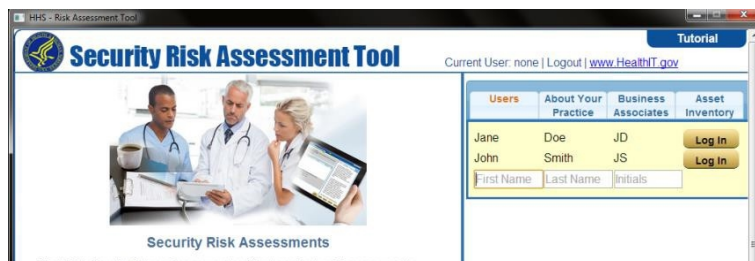 HHS - Risk Assessment Tool
Tutorial
Security Risk Assessment Tool
Current User: none | Logout | www.HealthIT.gov
Users About Your Practice Business Associates Asset Inventory
Jane Doe JD Log In
John Smith JS Log In
First Name Last Name Initials
Security Risk Assessments